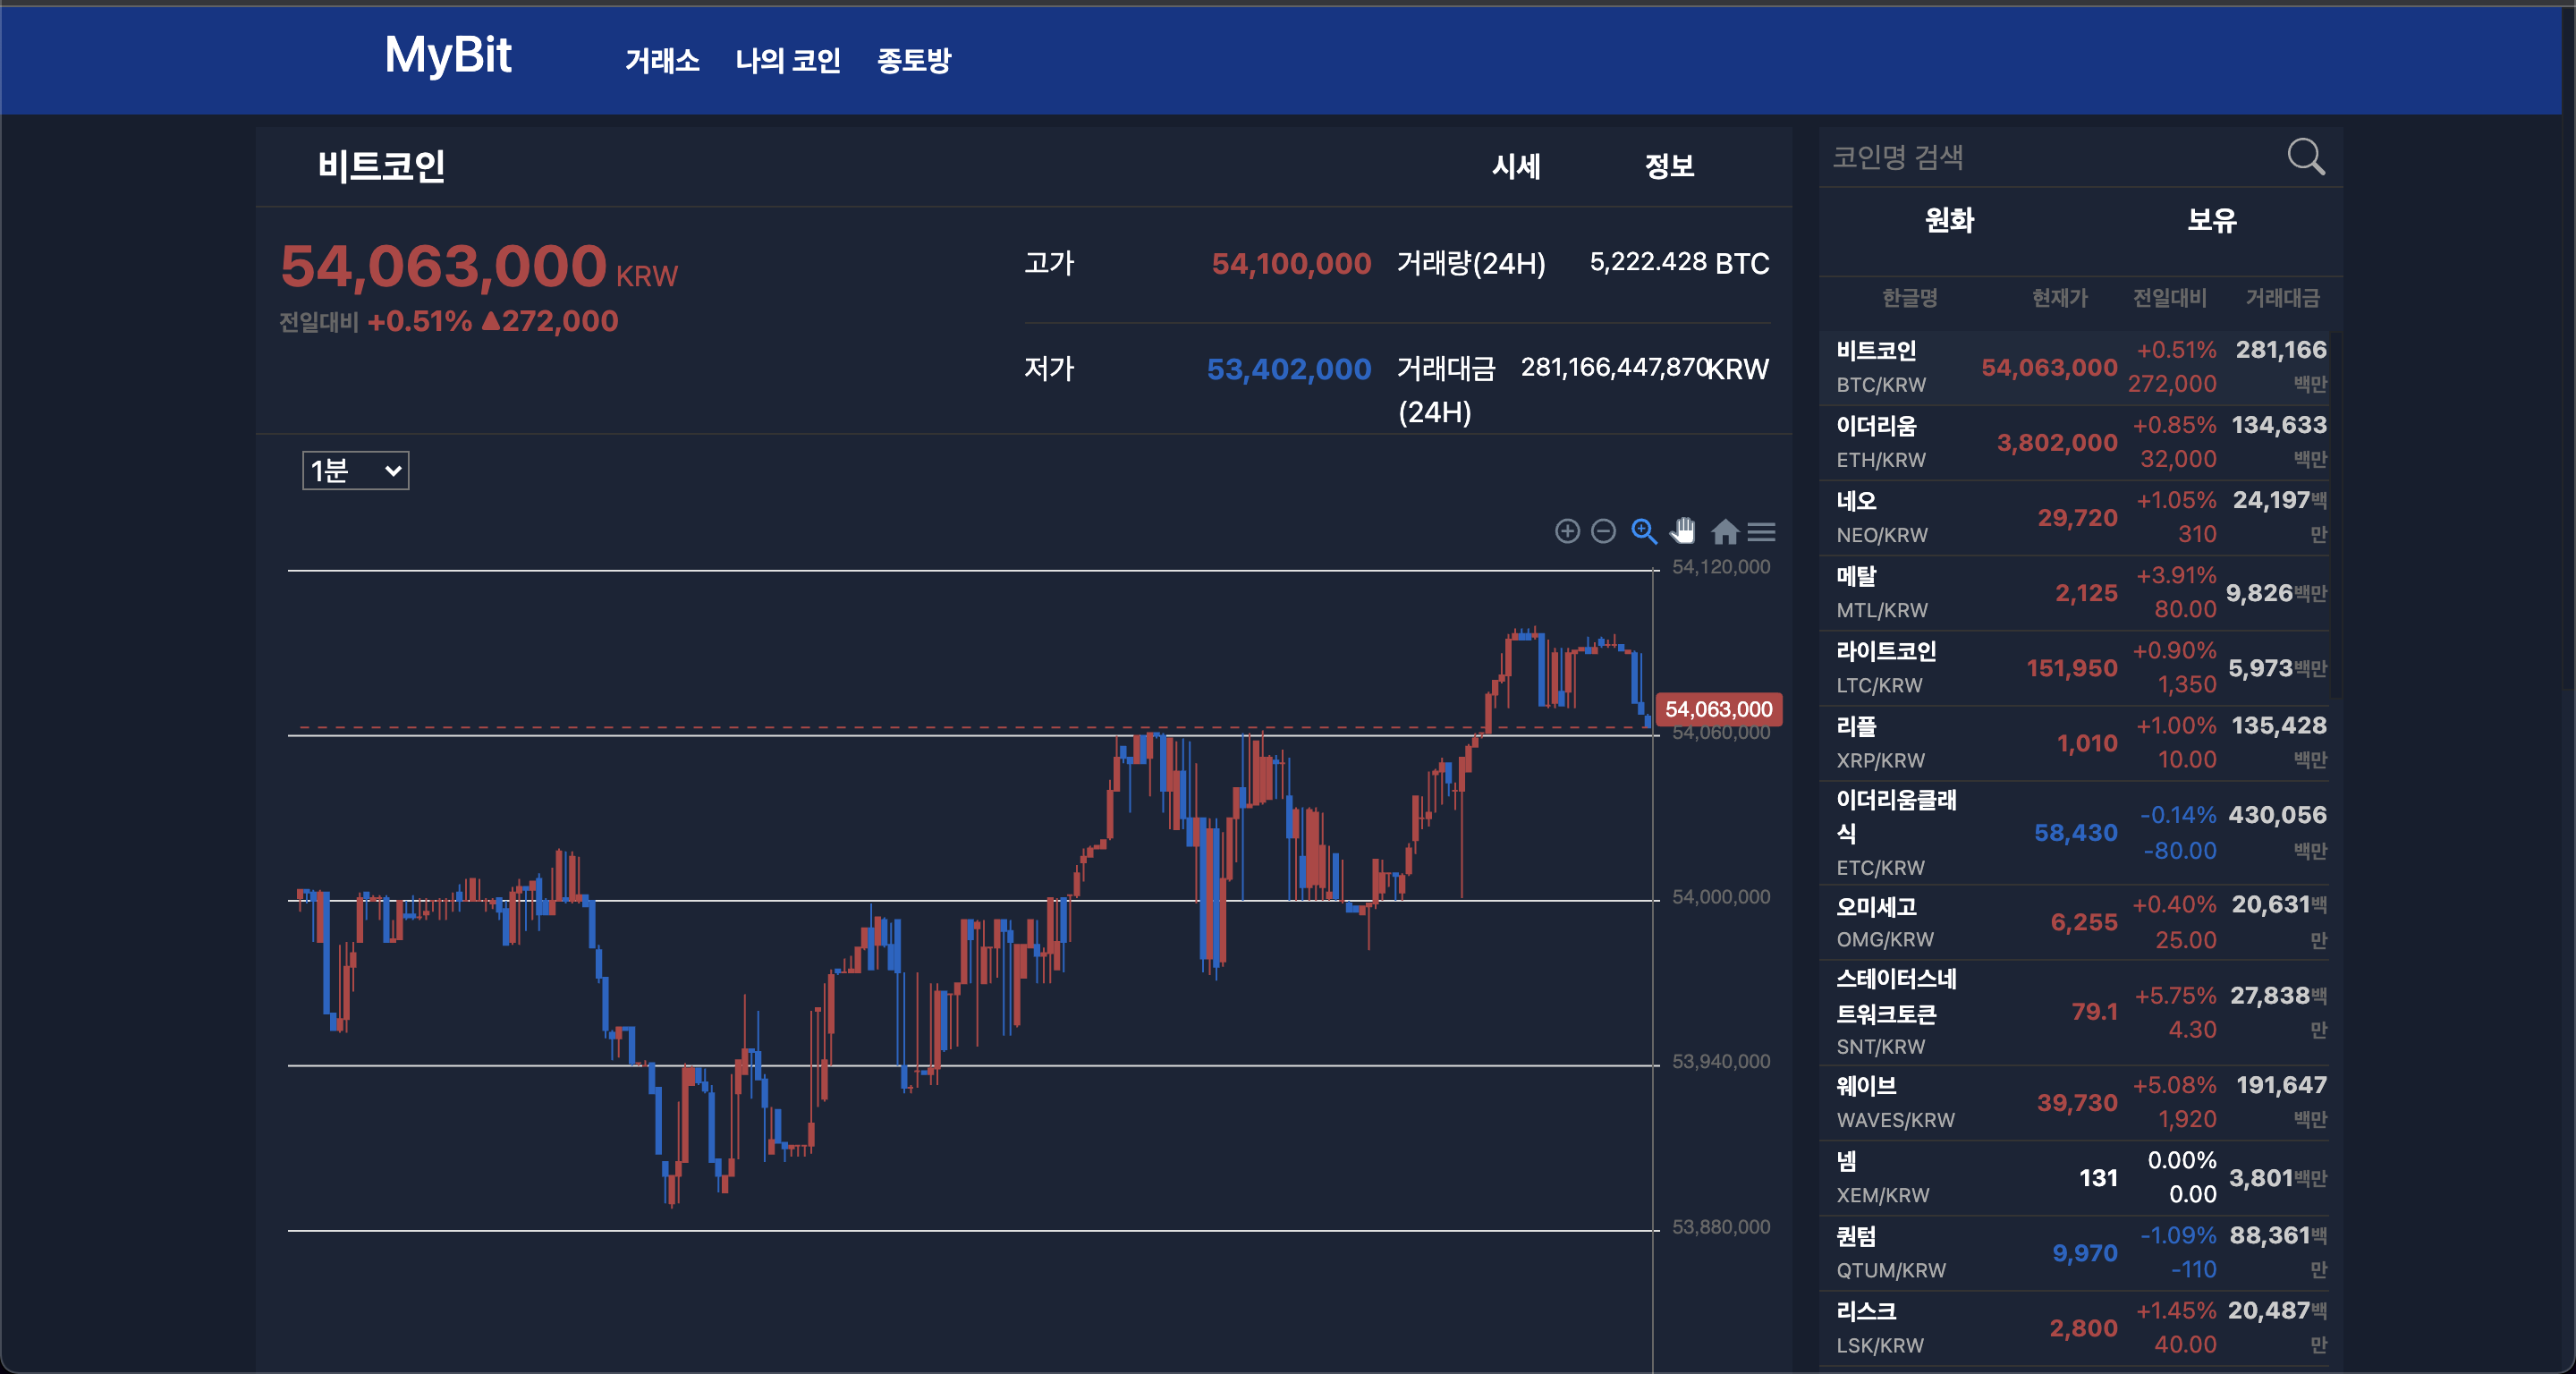 MyBit 거래소 나의 코인 종토방
비트코인 시세 정보
54,063,000 KRW
전일대비 +0.51% ▲272,000
고가 54,100,000 거래량(24H) 5,222.428 BTC
저가 53,402,000 거래대금 281,166,447,870KRW
(24H)
1분
54,120,000
54,063,000
54,060,000
54,000,000
53,940,000
53,880,000
코인명 검색
원화 보유
한글명 현재가 전일대비 거래대금
비트코인 +0.51% 281,166
54,063,000
BTC/KRW 272,000 백만
이더리움 +0.85% 134,633
3,802,000
ETH/KRW 32,000 백만
네오 +1.05% 24,197백
29,720
NEO/KRW 310 만
메탈 +3.91%
2,125 9,826백만
MTL/KRW 80.00
라이트코인 +0.90%
151,950 5,973백만
LTC/KRW 1,350
리플 +1.00% 135,428
1,010
XRP/KRW 10.00 백만
이더리움클래
-0.14% 430,056
식 58,430
-80.00 백만
ETC/KRW
오미세고 +0.40% 20,631백
6,255
OMG/KRW 25.00 만
스테이터스네
+5.75% 27,838백
트워크토큰 79.1
4.30 만
SNT/KRW
웨이브 +5.08% 191,647
39,730
WAVES/KRW 1,920 백만
넴 0.00%
131 3,801백만
XEM/KRW 0.00
퀀텀 -1.09% 88,361백
9,970
QTUM/KRW -110 만
리스크 +1.45% 20,487백
2,800
LSK/KRW 40.00 만